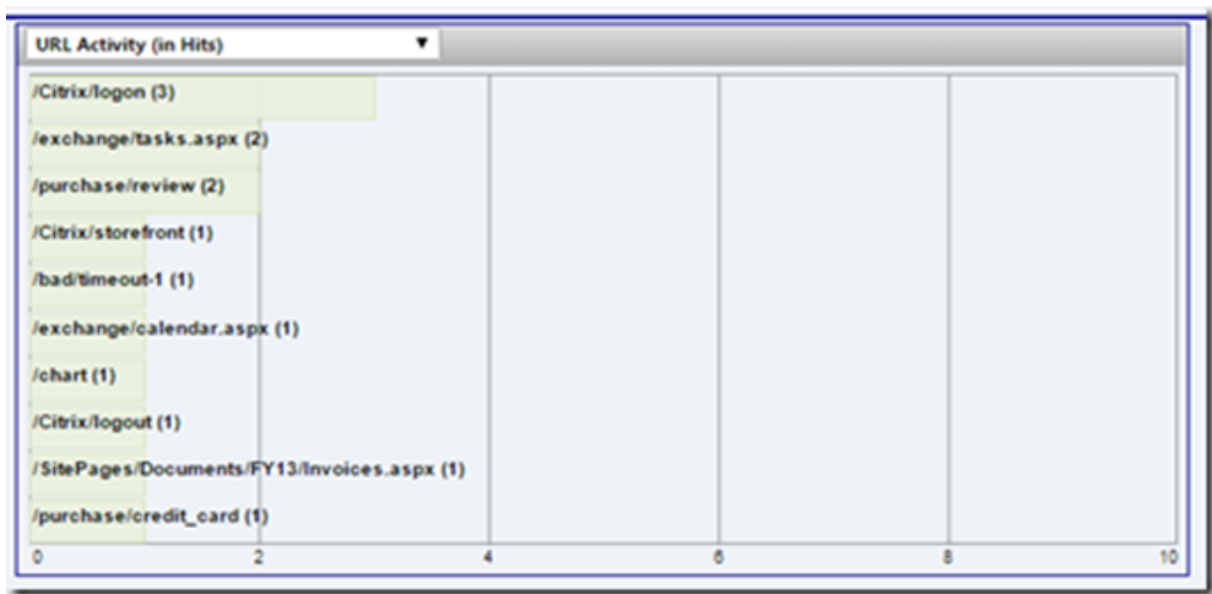 URL Activity (in Hits)
/Citrix/logon (3)
/exchange/tasks.aspx (2)
/purchase/review (2)
/Citrix/storefront (1)
/bad/timeout-1 (1)
/exchange/calendar.aspx (1)
/chart (1)
/Citrix/logout (1)
/SitePages/Documents/FY13/Invoices.aspx (1)
/purchase/credit_card (1)
0 2 4 6 8 10